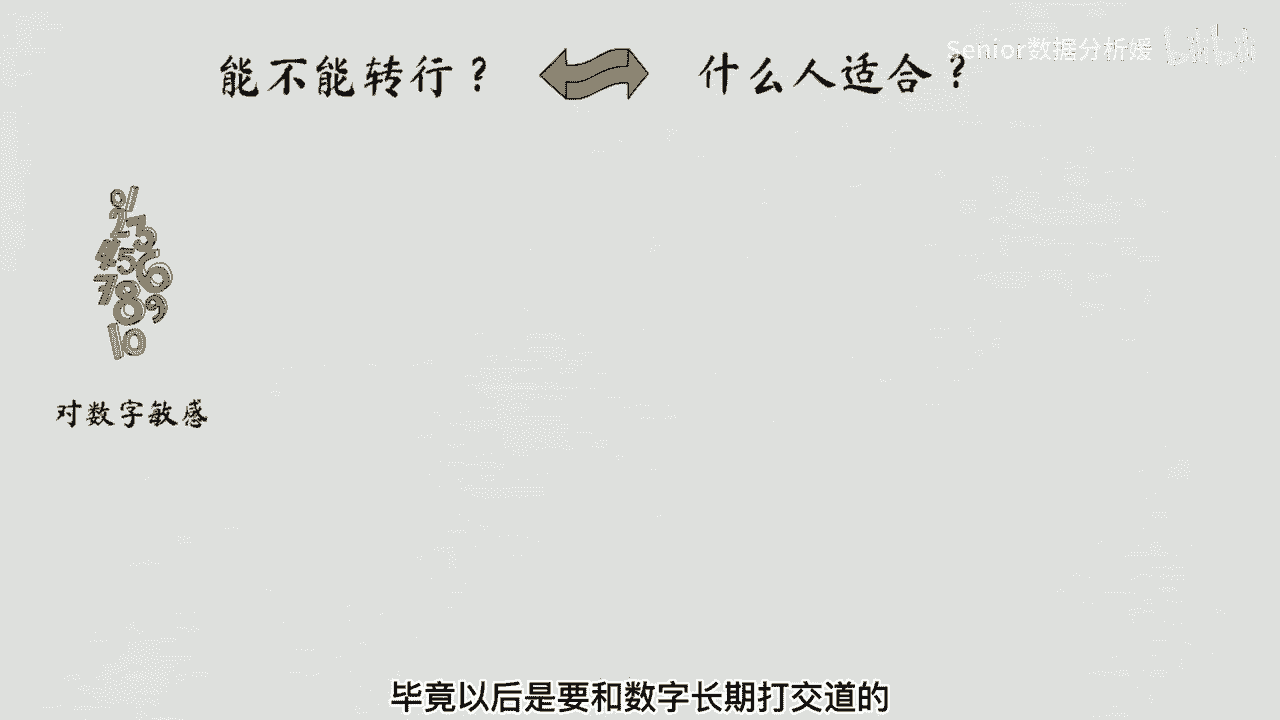 Senior数据分析媛 bilibili
能不能转行？ 什么人适合？
0 1
2 3
4 5 6
7 8 9
10
对数字敏感
毕竟以后是要和数字长期打交道的